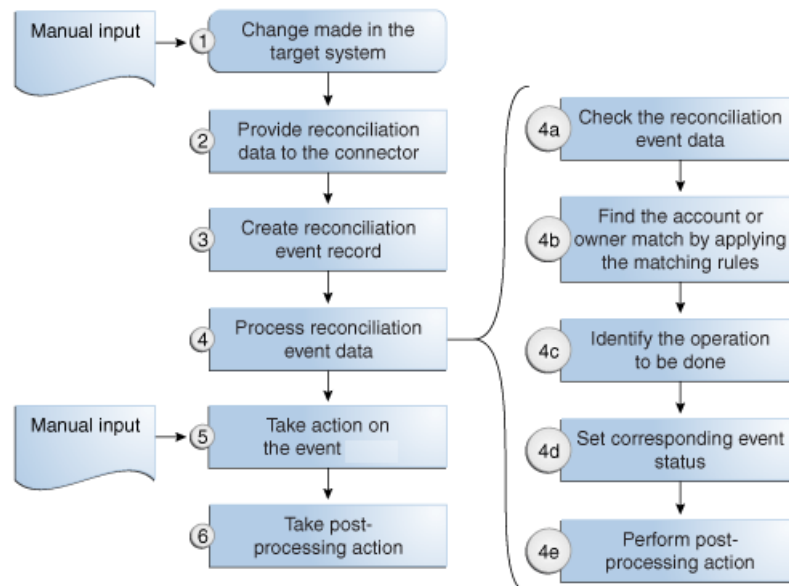 Manual input
1
Change made in the
target system
2
Provide reconciliation
data to the connector
3
Create reconciliation
event record
4
Process reconciliation
event data
Manual input
5
Take action on
the event
6
Take post-
processing action
4a
Check the reconciliation
event data
4b
Find the account or
owner match by applying
the matching rules
4c
Identify the operation
to be done
4d
Set corresponding event
status
4e
Perform post-
processing action